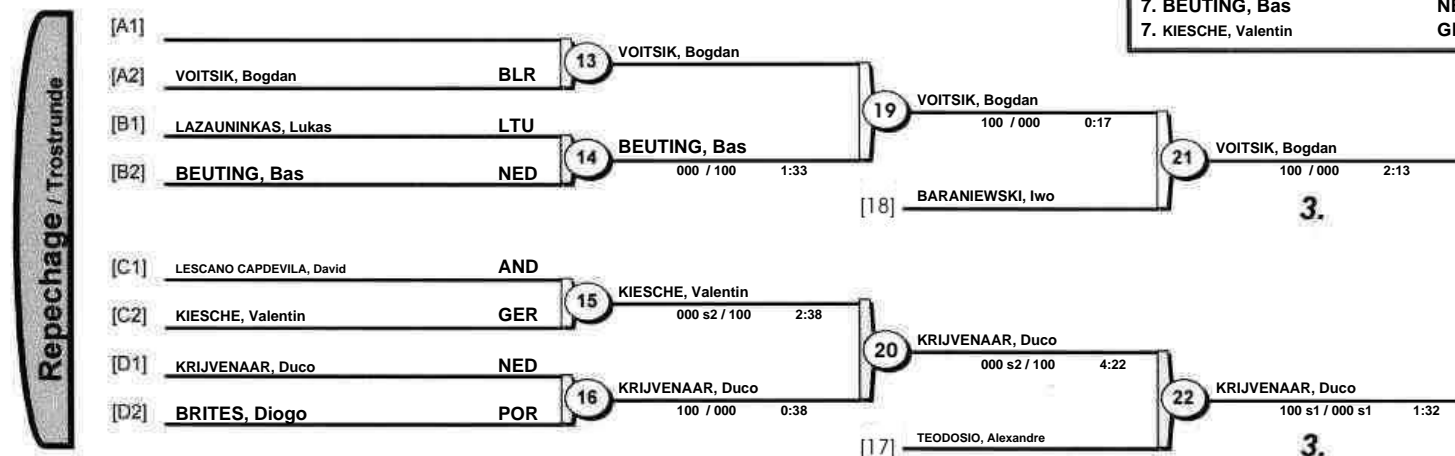 7. BEUTING, Bas NE
7. KIESCHE, Valentin GE
Repechage / Trostrunde
[A1]
[A2] VOITSIK, Bogdan BLR
13 VOITSIK, Bogdan
[B1] LAZAUNINKAS, Lukas LTU
[B2] BEUTING, Bas NED
14 BEUTING, Bas
000 / 100 1:33
19 VOITSIK, Bogdan
100 / 000 0:17
[18] BARANIEWSKI, Iwo
21 VOITSIK, Bogdan
100 / 000 2:13
3.
[C1] LESCANO CAPDEVILA, David AND
[C2] KIESCHE, Valentin GER
15 KIESCHE, Valentin
000 s2 / 100 2:38
[D1] KRIJVENAAR, Duco NED
[D2] BRITES, Diogo POR
16 KRIJVENAAR, Duco
100 / 000 0:38
20 KRIJVENAAR, Duco
000 s2 / 100 4:22
[17] TEODOSIO, Alexandre
22 KRIJVENAAR, Duco
100 s1 / 000 s1 1:32
3.